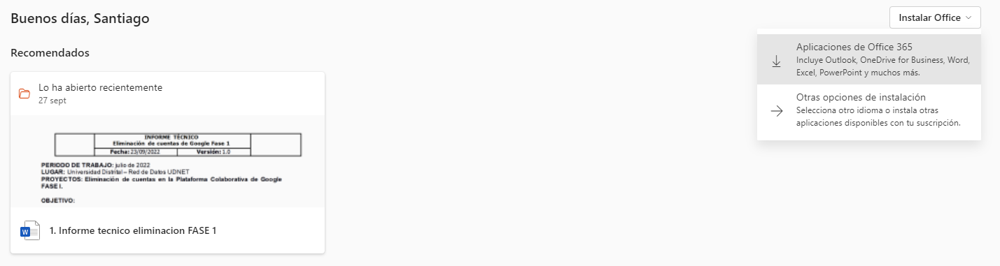 Buenos días, Santiago
Instalar Office
Aplicaciones de Office 365
Incluye Outlook, OneDrive for Business, Word,
Excel, PowerPoint y muchos más.
Otras opciones de instalación
Selecciona otro idioma o instala otras
aplicaciones disponibles con tu suscripción.
Recomendados
Lo ha abierto recientemente
27 sept
INFORME TÉCNICO
Eliminación de cuentas de Google Fase 1
Fecha: 23/09/2022 Versión: 1.0
PERIODO DE TRABAJO: julio de 2022
LUGAR: Universidad Distrital – Red de Datos UDNET
PROYECTOS: Eliminación de cuentas en la Plataforma Colaborativa de Google
FASE I.
OBJETIVO:
W
1. Informe tecnico eliminacion FASE 1